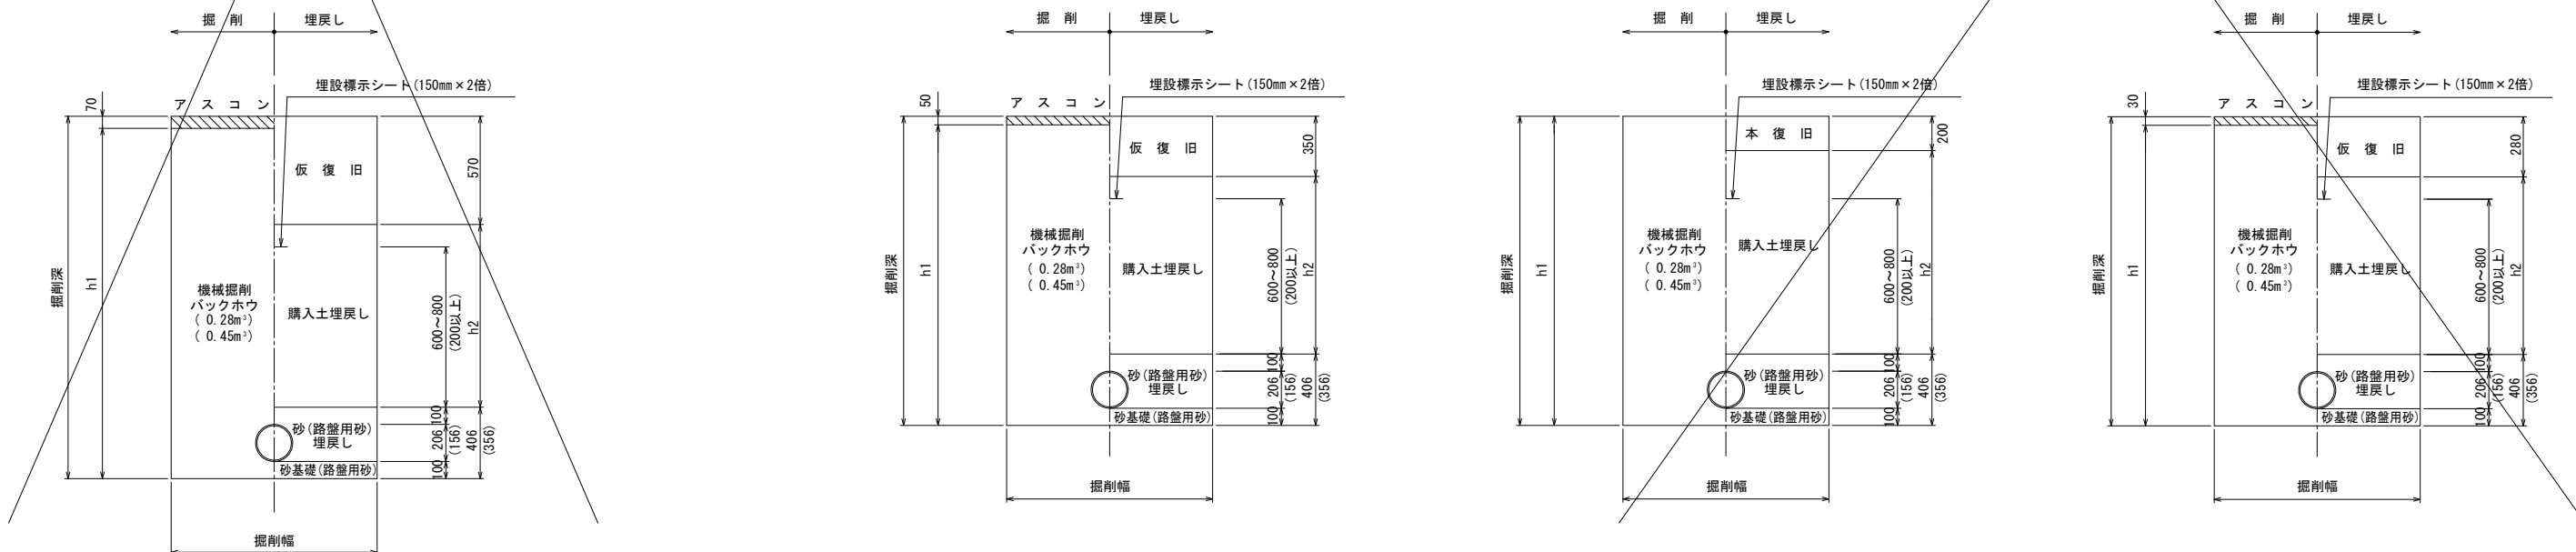 掘 削
埋戻し
埋設標示シート(150mm×2倍)
70
ア ス コ ン
仮 復 旧
570
掘削深
h1
機械掘削
バックホウ
( 0.28m³)
( 0.45m³)
購入土埋戻し
600~800
(200以上)
h2
砂(路盤用砂)
埋戻し
砂基礎(路盤用砂)
100
206
(156)
100
406
(356)
掘削幅
掘 削
埋戻し
埋設標示シート(150mm×2倍)
50
ア ス コ ン
仮 復 旧
350
掘削深
h1
機械掘削
バックホウ
( 0.28m³)
( 0.45m³)
購入土埋戻し
600~800
(200以上)
h2
砂(路盤用砂)
埋戻し
砂基礎(路盤用砂)
100
206
(156)
100
406
(356)
掘削幅
掘 削
埋戻し
埋設標示シート(150mm×2倍)
本 復 旧
200
掘削深
h1
機械掘削
バックホウ
( 0.28m³)
( 0.45m³)
購入土埋戻し
600~800
(200以上)
h2
砂(路盤用砂)
埋戻し
砂基礎(路盤用砂)
100
206
(156)
100
406
(356)
掘削幅
掘 削
埋戻し
埋設標示シート(150mm×2倍)
30
ア ス コ ン
仮 復 旧
280
掘削深
h1
機械掘削
バックホウ
( 0.28m³)
( 0.45m³)
購入土埋戻し
600~800
(200以上)
h2
砂(路盤用砂)
埋戻し
砂基礎(路盤用砂)
100
206
(156)
100
406
(356)
掘削幅